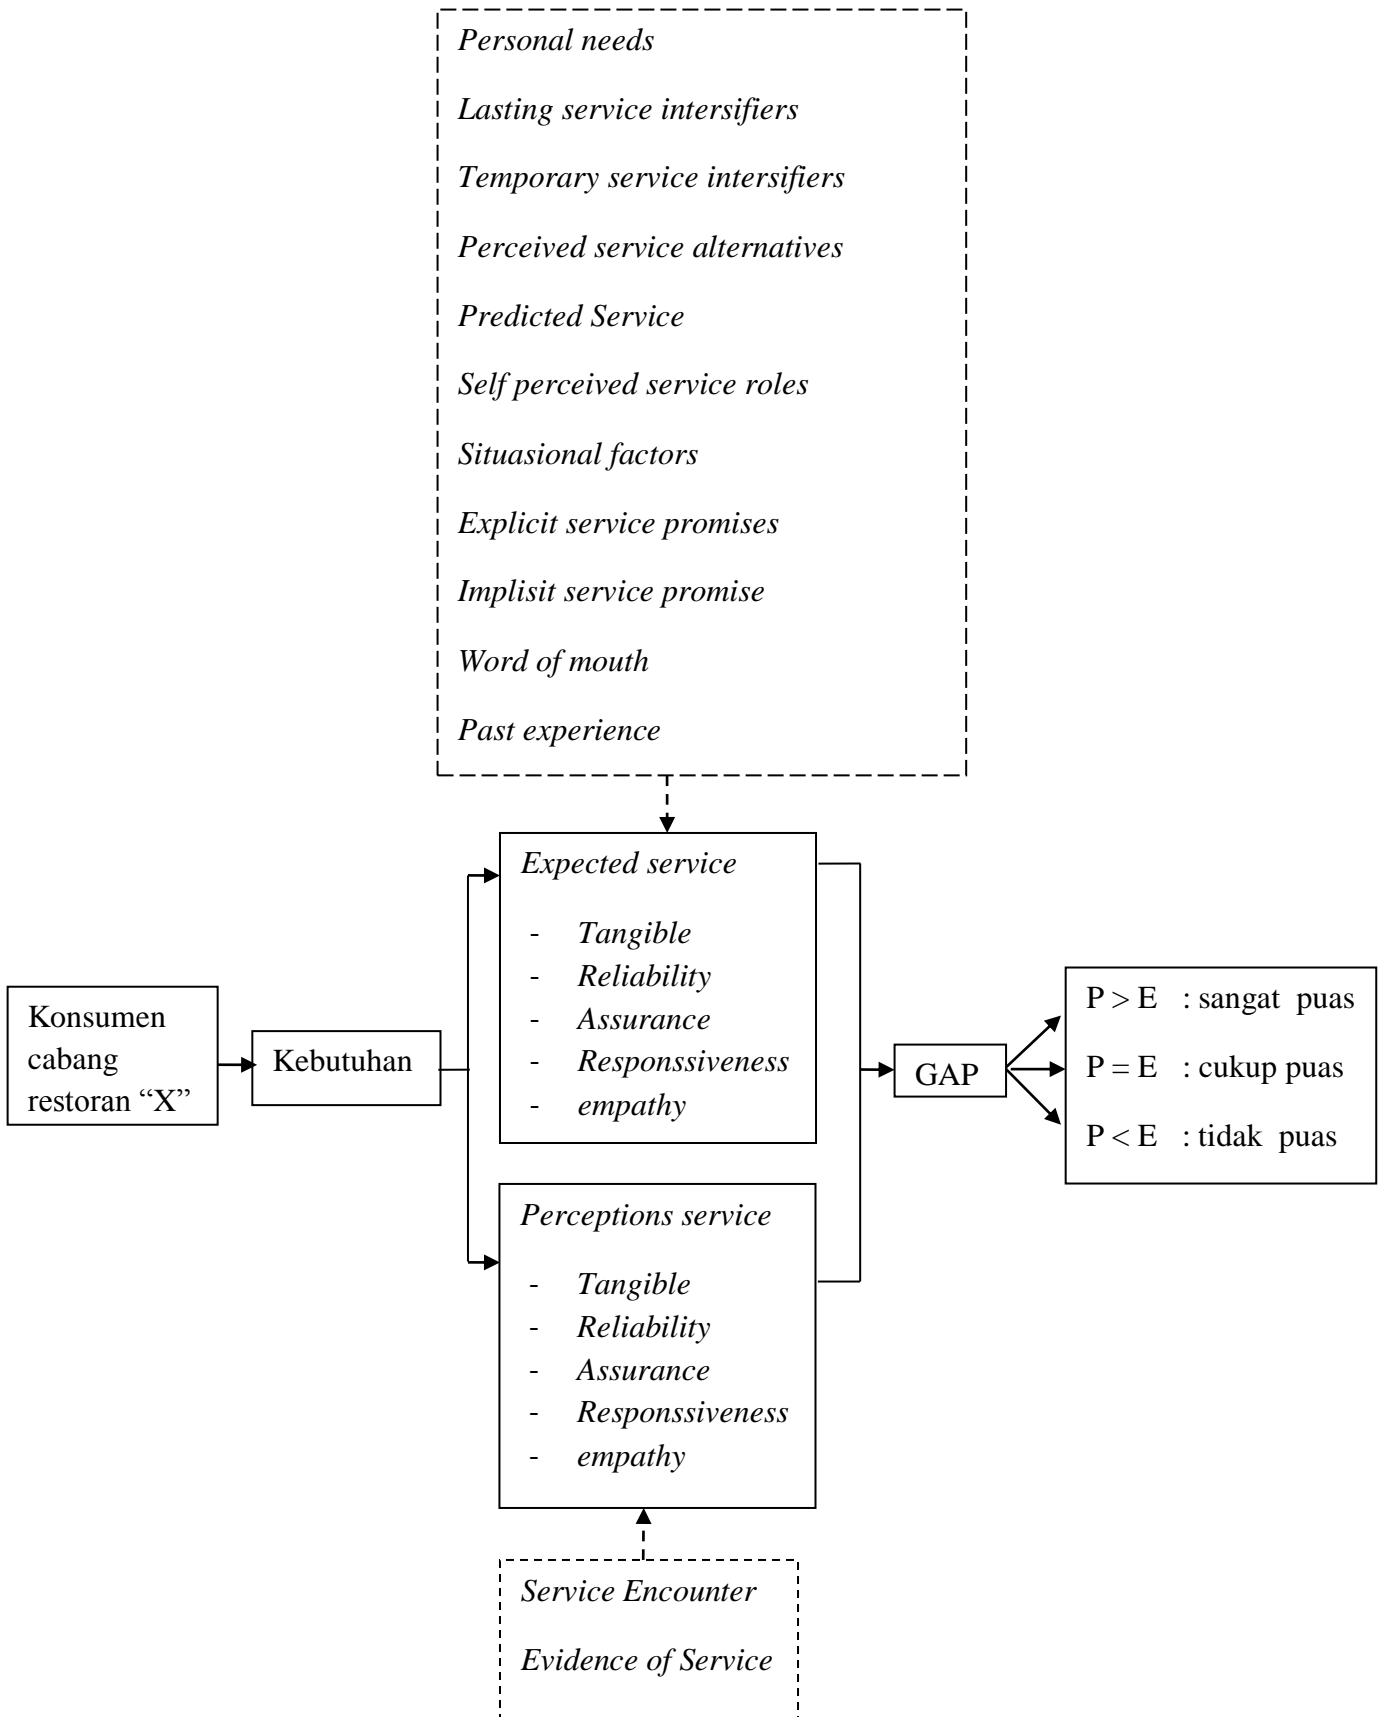 Personal needs
Lasting service intersifiers
Temporary service intersifiers
Perceived service alternatives
Predicted Service
Self perceived service roles
Situasional factors
Explicit service promises
Implisit service promise
Word of mouth
Past experience
Konsumen
cabang
restoran “X”
Kebutuhan
Expected service
- Tangible
- Reliability
- Assurance
- Responssiveness
- empathy
Perceptions service
- Tangible
- Reliability
- Assurance
- Responssiveness
- empathy
GAP
P > E : sangat puas
P = E : cukup puas
P < E : tidak puas
Service Encounter
Evidence of Service